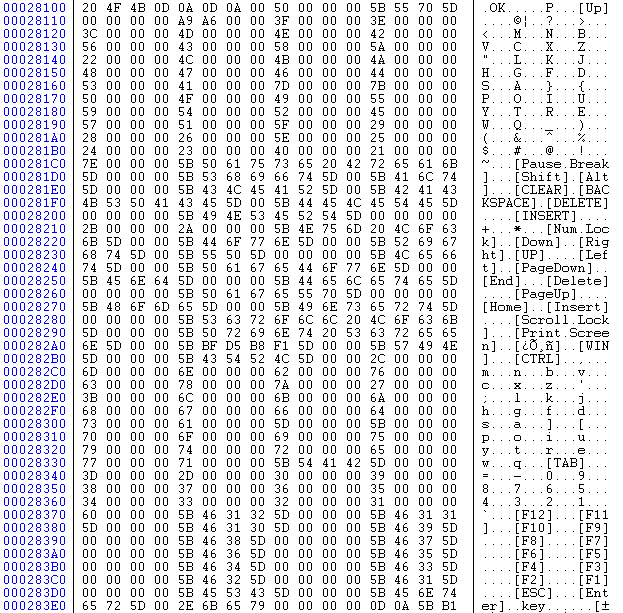 00028100 20 4F 4B 0D 0A 0D 0A 00 50 00 00 00 5B 55 70 5D .OK.....P...[Up]
00028110 00 00 00 00 A9 A6 00 00 3F 00 00 00 3E 00 00 00 ....©¦..?...>...
00028120 3C 00 00 00 4D 00 00 00 4E 00 00 00 42 00 00 00 <...M...N...B...
00028130 56 00 00 00 43 00 00 00 58 00 00 00 5A 00 00 00 V...C...X...Z...
00028140 22 00 00 00 4C 00 00 00 4B 00 00 00 4A 00 00 00 "...L...K...J...
00028150 48 00 00 00 47 00 00 00 46 00 00 00 44 00 00 00 H...G...F...D...
00028160 53 00 00 00 41 00 00 00 7D 00 00 00 7B 00 00 00 S...A...}...{...
00028170 50 00 00 00 4F 00 00 00 49 00 00 00 55 00 00 00 P...O...I...U...
00028180 59 00 00 00 54 00 00 00 52 00 00 00 45 00 00 00 Y...T...R...E...
00028190 57 00 00 00 51 00 00 00 5F 00 00 00 29 00 00 00 W...Q..._...)...
000281A0 28 00 00 00 26 00 00 00 5E 00 00 00 25 00 00 00 (...&...^...%...
000281B0 24 00 00 00 23 00 00 00 40 00 00 00 21 00 00 00 $...#...@...!...
000281C0 7E 00 00 00 5B 50 61 75 73 65 20 42 72 65 61 6B ~...[Pause.Break
000281D0 5D 00 00 00 5B 53 68 69 66 74 5D 00 5B 41 6C 74 ]...[Shift].[Alt
000281E0 5D 00 00 00 5B 43 4C 45 41 52 5D 00 5B 42 41 43 ]...[CLEAR].[BAC
000281F0 4B 53 50 41 43 45 5D 00 5B 44 45 4C 45 54 45 5D KSPACE].[DELETE]
00028200 00 00 00 00 5B 49 4E 53 45 52 54 5D 00 00 00 00 ....[INSERT]....
00028210 2B 00 00 00 2A 00 00 00 5B 4E 75 6D 20 4C 6F 63 +...*...[Num.Loc
00028220 6B 5D 00 00 5B 44 6F 77 6E 5D 00 00 5B 52 69 67 k]..[Down]..[Rig
00028230 68 74 5D 00 5B 55 50 5D 00 00 00 00 5B 4C 65 66 ht].[UP]....[Lef
00028240 74 5D 00 00 5B 50 61 67 65 44 6F 77 6E 5D 00 00 t]..[PageDown]..
00028250 5B 45 6E 64 5D 00 00 00 5B 44 65 6C 65 74 65 5D [End]...[Delete]
00028260 00 00 00 00 5B 50 61 67 65 55 70 5D 00 00 00 00 ....[PageUp]....
00028270 5B 48 6F 6D 65 5D 00 00 5B 49 6E 73 65 72 74 5D [Home]..[Insert]
00028280 00 00 00 00 5B 53 63 72 6F 6C 6C 20 4C 6F 63 6B ....[Scroll.Lock
00028290 5D 00 00 00 5B 50 72 69 6E 74 20 53 63 72 65 65 ]...[Print.Scree
000282A0 6E 5D 00 00 5B BF D5 B8 F1 5D 00 00 5B 57 49 4E n]..[¿Õ¸ñ]..[WIN
000282B0 5D 00 00 00 5B 43 54 52 4C 5D 00 00 2C 00 00 00 ]...[CTRL]..,...
000282C0 6D 00 00 00 6E 00 00 00 62 00 00 00 76 00 00 00 m...n...b...v...
000282D0 63 00 00 00 78 00 00 00 7A 00 00 00 27 00 00 00 c...x...z...'...
000282E0 3B 00 00 00 6C 00 00 00 6B 00 00 00 6A 00 00 00 ;...l...k...j...
000282F0 68 00 00 00 67 00 00 00 66 00 00 00 64 00 00 00 h...g...f...d...
00028300 73 00 00 00 61 00 00 00 5D 00 00 00 5B 00 00 00 s...a...]...[...
00028310 70 00 00 00 6F 00 00 00 69 00 00 00 75 00 00 00 p...o...i...u...
00028320 79 00 00 00 74 00 00 00 72 00 00 00 65 00 00 00 y...t...r...e...
00028330 77 00 00 00 71 00 00 00 5B 54 41 42 5D 00 00 00 w...q...[TAB]...
00028340 3D 00 00 00 2D 00 00 00 30 00 00 00 39 00 00 00 =...-...0...9...
00028350 38 00 00 00 37 00 00 00 36 00 00 00 35 00 00 00 8...7...6...5...
00028360 34 00 00 00 33 00 00 00 32 00 00 00 31 00 00 00 4...3...2...1...
00028370 60 00 00 00 5B 46 31 32 5D 00 00 00 5B 46 31 31 `...[F12]...[F11
00028380 5D 00 00 00 5B 46 31 30 5D 00 00 00 5B 46 39 5D ]...[F10]...[F9]
00028390 00 00 00 00 5B 46 38 5D 00 00 00 00 5B 46 37 5D ....[F8]....[F7]
000283A0 00 00 00 00 5B 46 36 5D 00 00 00 00 5B 46 35 5D ....[F6]....[F5]
000283B0 00 00 00 00 5B 46 34 5D 00 00 00 00 5B 46 33 5D ....[F4]....[F3]
000283C0 00 00 00 00 5B 46 32 5D 00 00 00 00 5B 46 31 5D ....[F2]....[F1]
000283D0 00 00 00 00 5B 45 53 43 5D 00 00 00 5B 45 6E 74 ....[ESC]...[Ent
000283E0 65 72 5D 00 2E 6B 65 79 00 00 00 00 0D 0A 5B B1 er]..key......[±